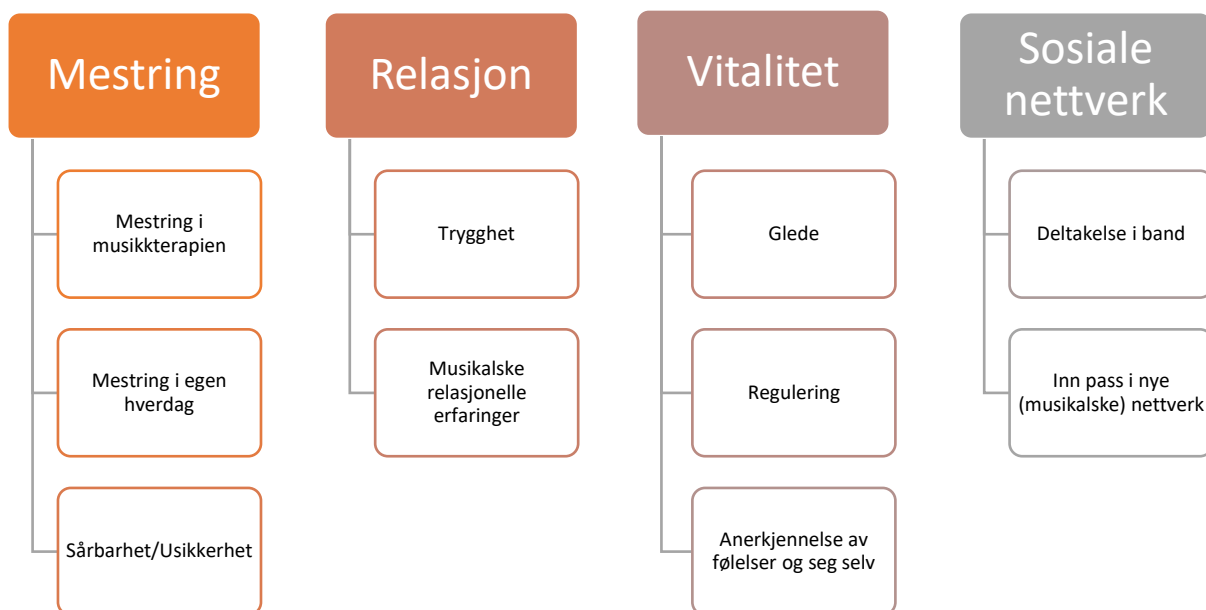 Mestring
Mestring i
musikkterapien
Mestring i egen
hverdag
Sårbarhet/Usikkerhet
Relasjon
Trygghet
Musikalske
relasjonelle
erfaringer
Vitalitet
Glede
Regulering
Anerkjennelse av
følelser og seg selv
Sosiale
nettverk
Deltakelse i band
Inn pass i nye
(musikalske) nettverk